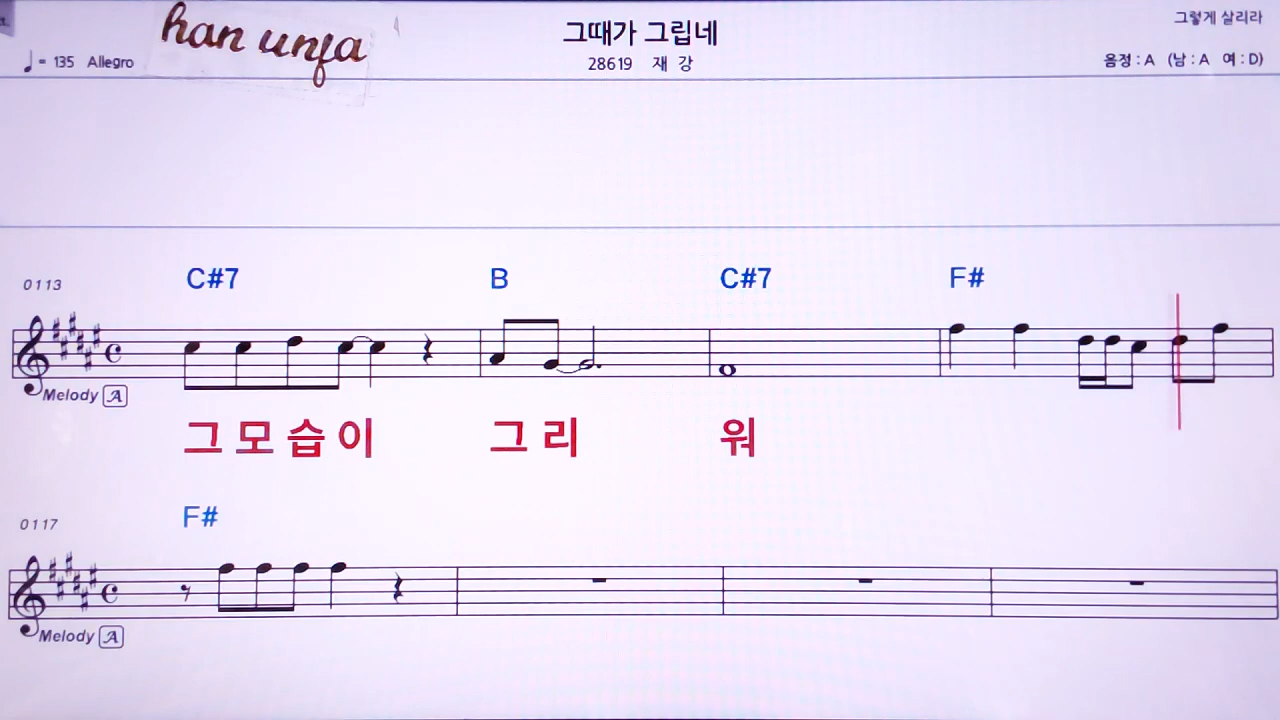 han unja
그때가 그립네
그렇게 살리라
♩= 135 Allegro
28619 재 강
음정 : A (남 : A 여 : D)
0113
C#7 B C#7 F#
Melody A
그 모 습 이 그 리 워
0117
F#
Melody A